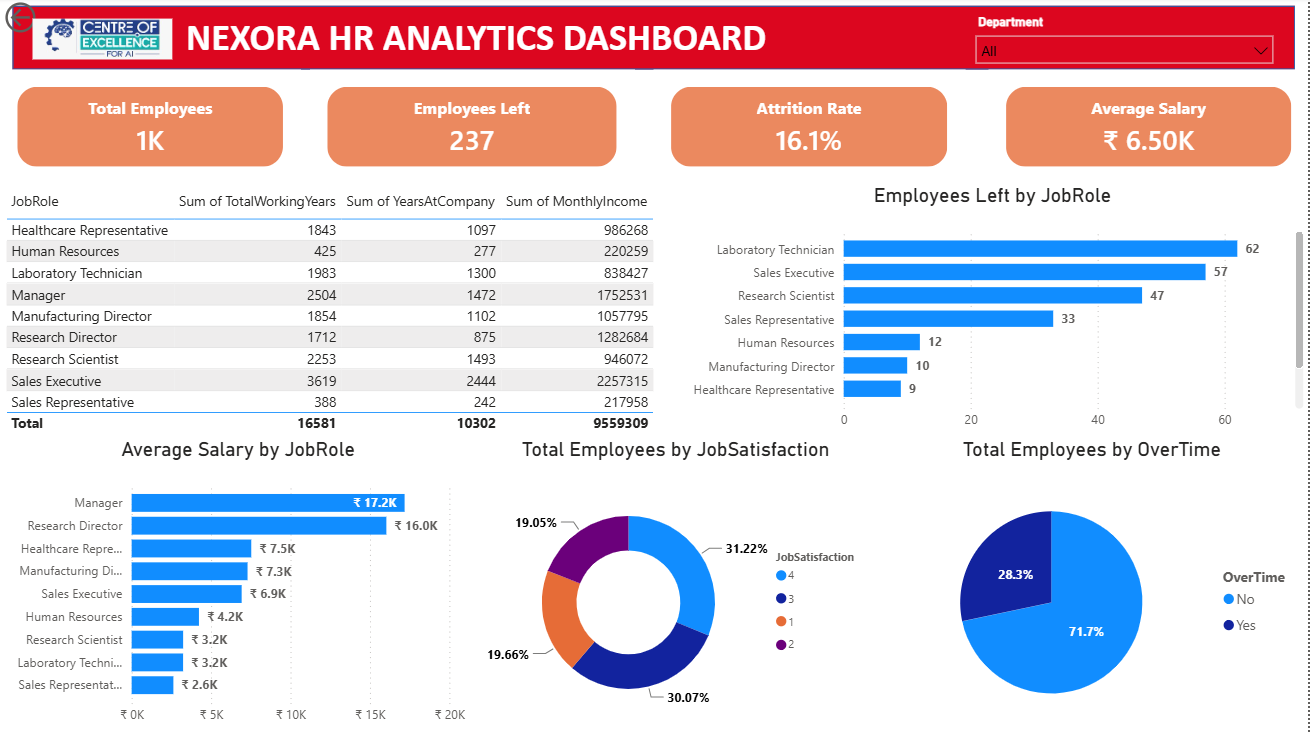 CENTRE OF
EXCELLENCE
FOR AI
NEXORA HR ANALYTICS DASHBOARD
Department
All
Total Employees
1K
Employees Left
237
Attrition Rate
16.1%
Average Salary
₹ 6.50K
JobRole Sum of TotalWorkingYears Sum of YearsAtCompany Sum of MonthlyIncome
Healthcare Representative 1843 1097 986268
Human Resources 425 277 220259
Laboratory Technician 1983 1300 838427
Manager 2504 1472 1752531
Manufacturing Director 1854 1102 1057795
Research Director 1712 875 1282684
Research Scientist 2253 1493 946072
Sales Executive 3619 2444 2257315
Sales Representative 388 242 217958
Total 16581 10302 9559309
Employees Left by JobRole
Laboratory Technician 62
Sales Executive 57
Research Scientist 47
Sales Representative 33
Human Resources 12
Manufacturing Director 10
Healthcare Representative 9
0 20 40 60
Average Salary by JobRole
Manager ₹ 17.2K
Research Director ₹ 16.0K
Healthcare Repre... ₹ 7.5K
Manufacturing Di... ₹ 7.3K
Sales Executive ₹ 6.9K
Human Resources ₹ 4.2K
Research Scientist ₹ 3.2K
Laboratory Techni... ₹ 3.2K
Sales Representat... ₹ 2.6K
₹ 0K ₹ 5K ₹ 10K ₹ 15K ₹ 20K
Total Employees by JobSatisfaction
19.05%
31.22%
19.66%
30.07%
JobSatisfaction
4
3
1
2
Total Employees by OverTime
28.3%
71.7%
OverTime
No
Yes